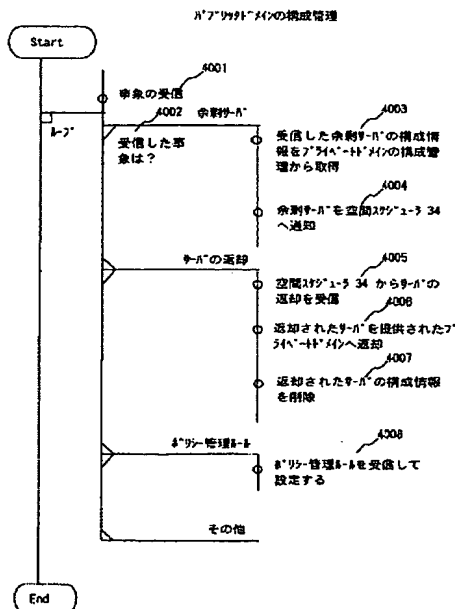 パブリックドメインの構成管理
Start
4001
事象の受信
ループ
4002
受信した事
象は?
余剰サーバ
4003
受信した余剰サーバの構成情
報をプライベートドメインの構成管
理から取得
4004
余剰サーバを空間スケジューラ 34
へ通知
サーバの返却
4005
空間スケジューラ 34 からサーバの
返却を受信
4006
返却されたサーバを提供されたプ
ライベートドメインへ返却
4007
返却されたサーバの構成情報
を削除
ポリシー管理ルール
4008
ポリシー管理ルールを受信して
設定する
その他
End